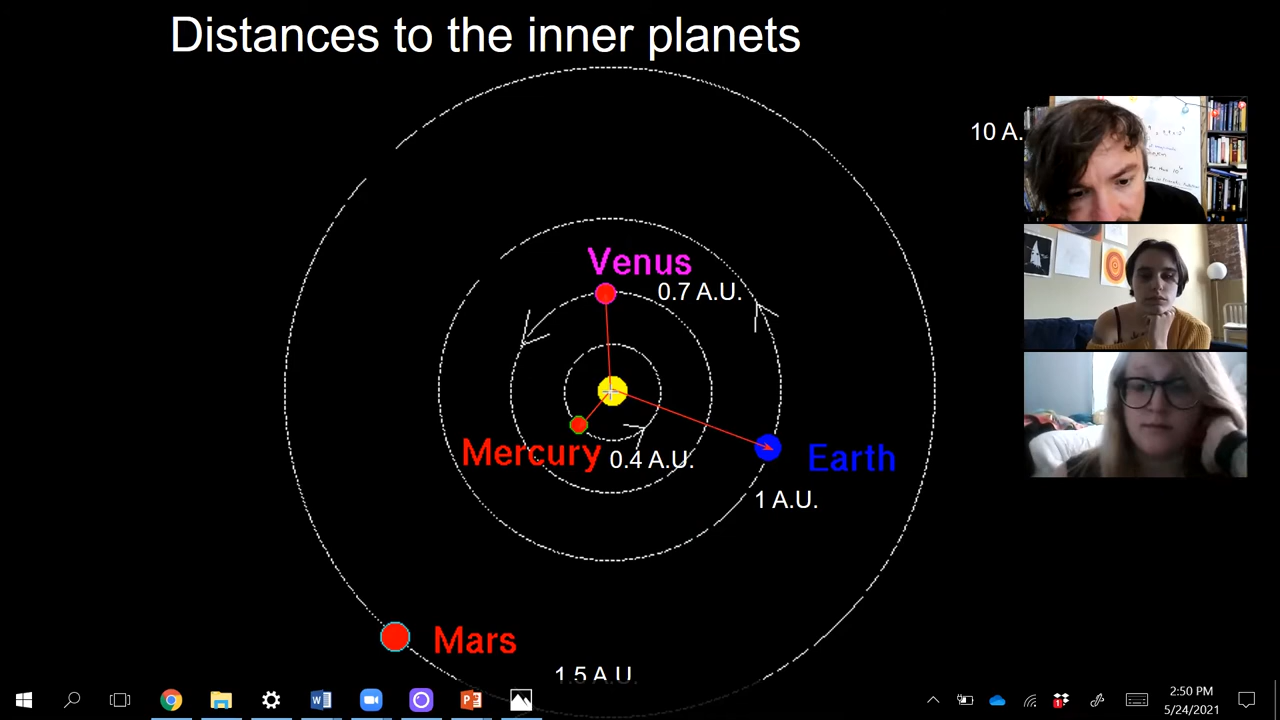 Distances to the inner planets
10 A.
Venus
0.7 A.U.
Mercury
0.4 A.U.
Earth
1 A.U.
Mars
1.5 A.U.
2:50 PM
5/24/2021